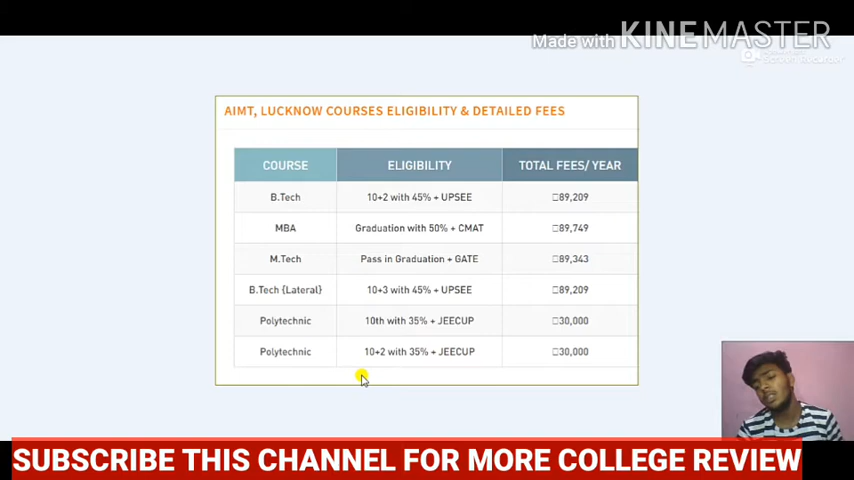 Made with KINEMASTER
Screen Recorder
AIMT, LUCKNOW COURSES ELIGIBILITY & DETAILED FEES
COURSE ELIGIBILITY TOTAL FEES/ YEAR
B.Tech 10+2 with 45% + UPSEE □89,209
MBA Graduation with 50% + CMAT □89,749
M.Tech Pass in Graduation + GATE □89,343
B.Tech {Lateral} 10+3 with 45% + UPSEE □89,209
Polytechnic 10th with 35% + JEECUP □30,000
Polytechnic 10+2 with 35% + JEECUP □30,000
SUBSCRIBE THIS CHANNEL FOR MORE COLLEGE REVIEW